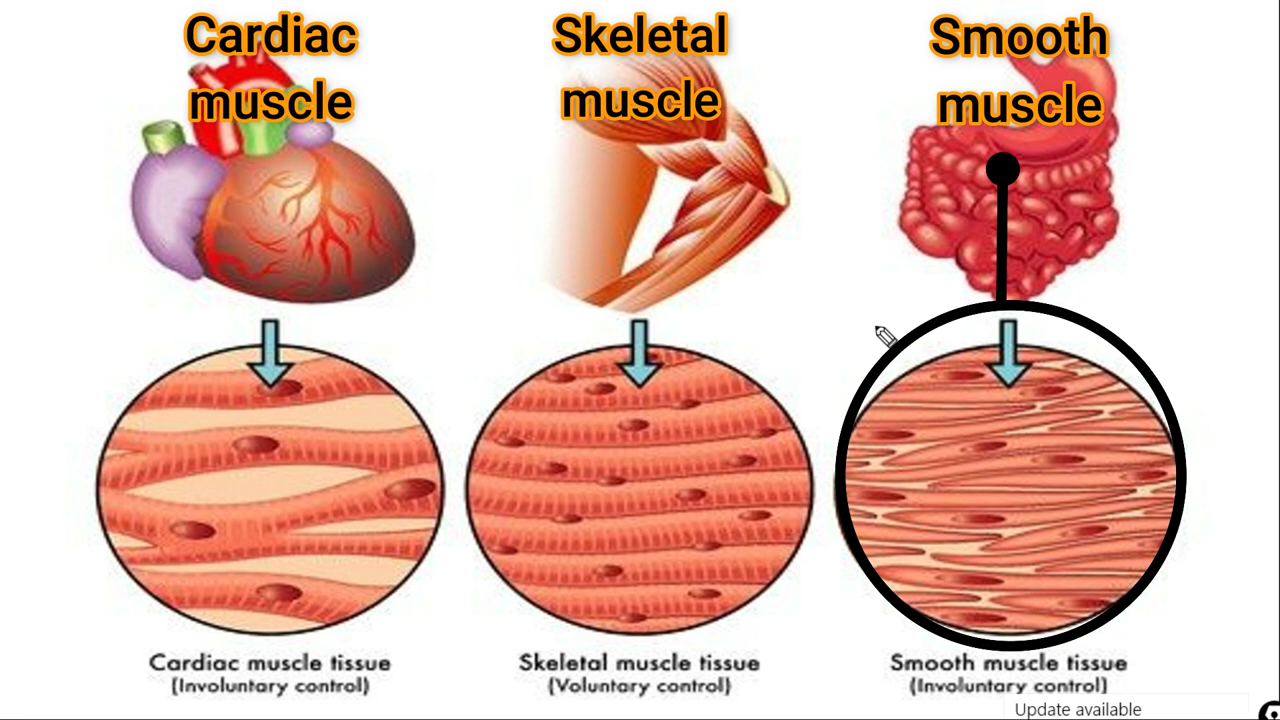 Cardiac
muscle
Skeletal
muscle
Smooth
muscle
Cardiac muscle tissue
(Involuntary control)
Skeletal muscle tissue
(Voluntary control)
Smooth muscle tissue
(Involuntary control)
Update available